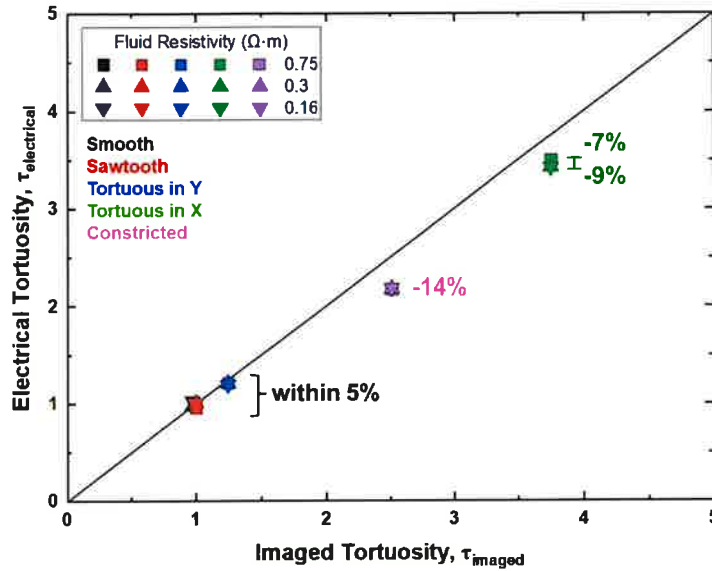 Fluid Resistivity (Ω·m)
0.75
0.3
0.16
Smooth
Sawtooth
Tortuous in Y
Tortuous in X
Constricted
-7%
-9%
-14%
within 5%
5
4
3
2
1
0
0 1 2 3 4 5
Electrical Tortuosity, τelectrical
Imaged Tortuosity, τimaged